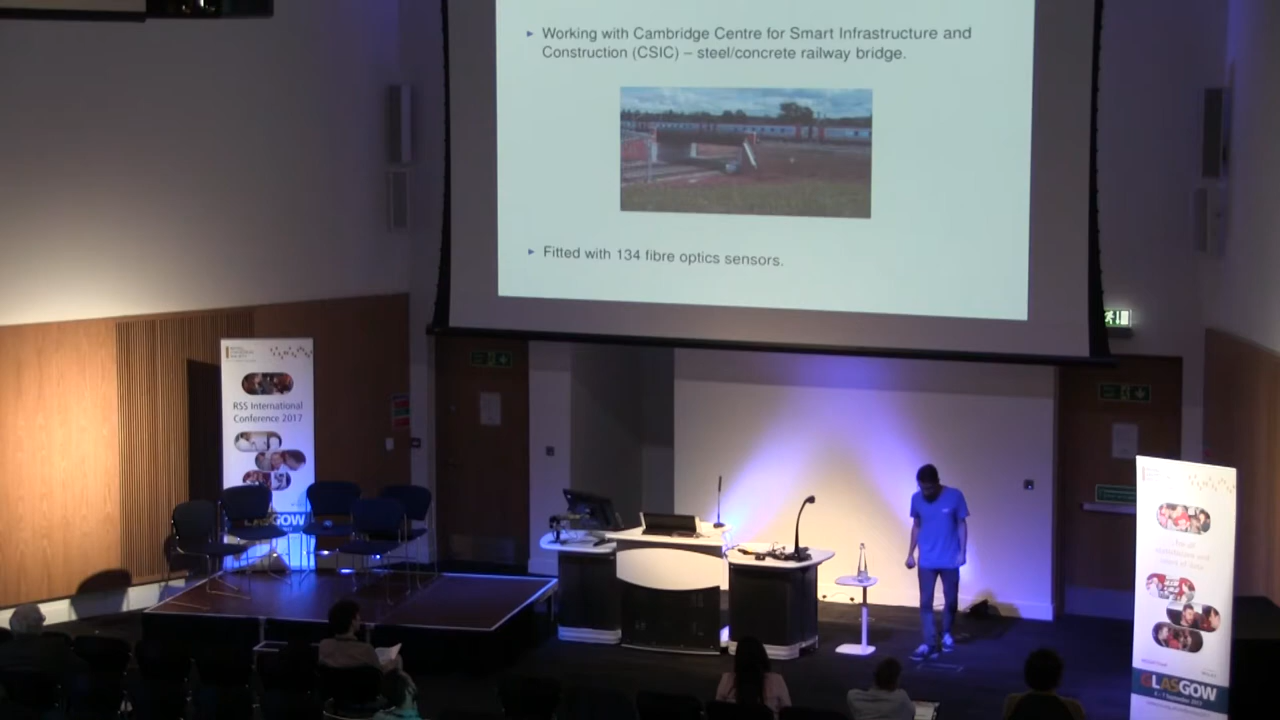 Working with Cambridge Centre for Smart Infrastructure and
Construction (CSIC) – steel/concrete railway bridge.
Fitted with 134 fibre optics sensors.
RSS International
Conference 2017
GLASGOW
GLASGOW